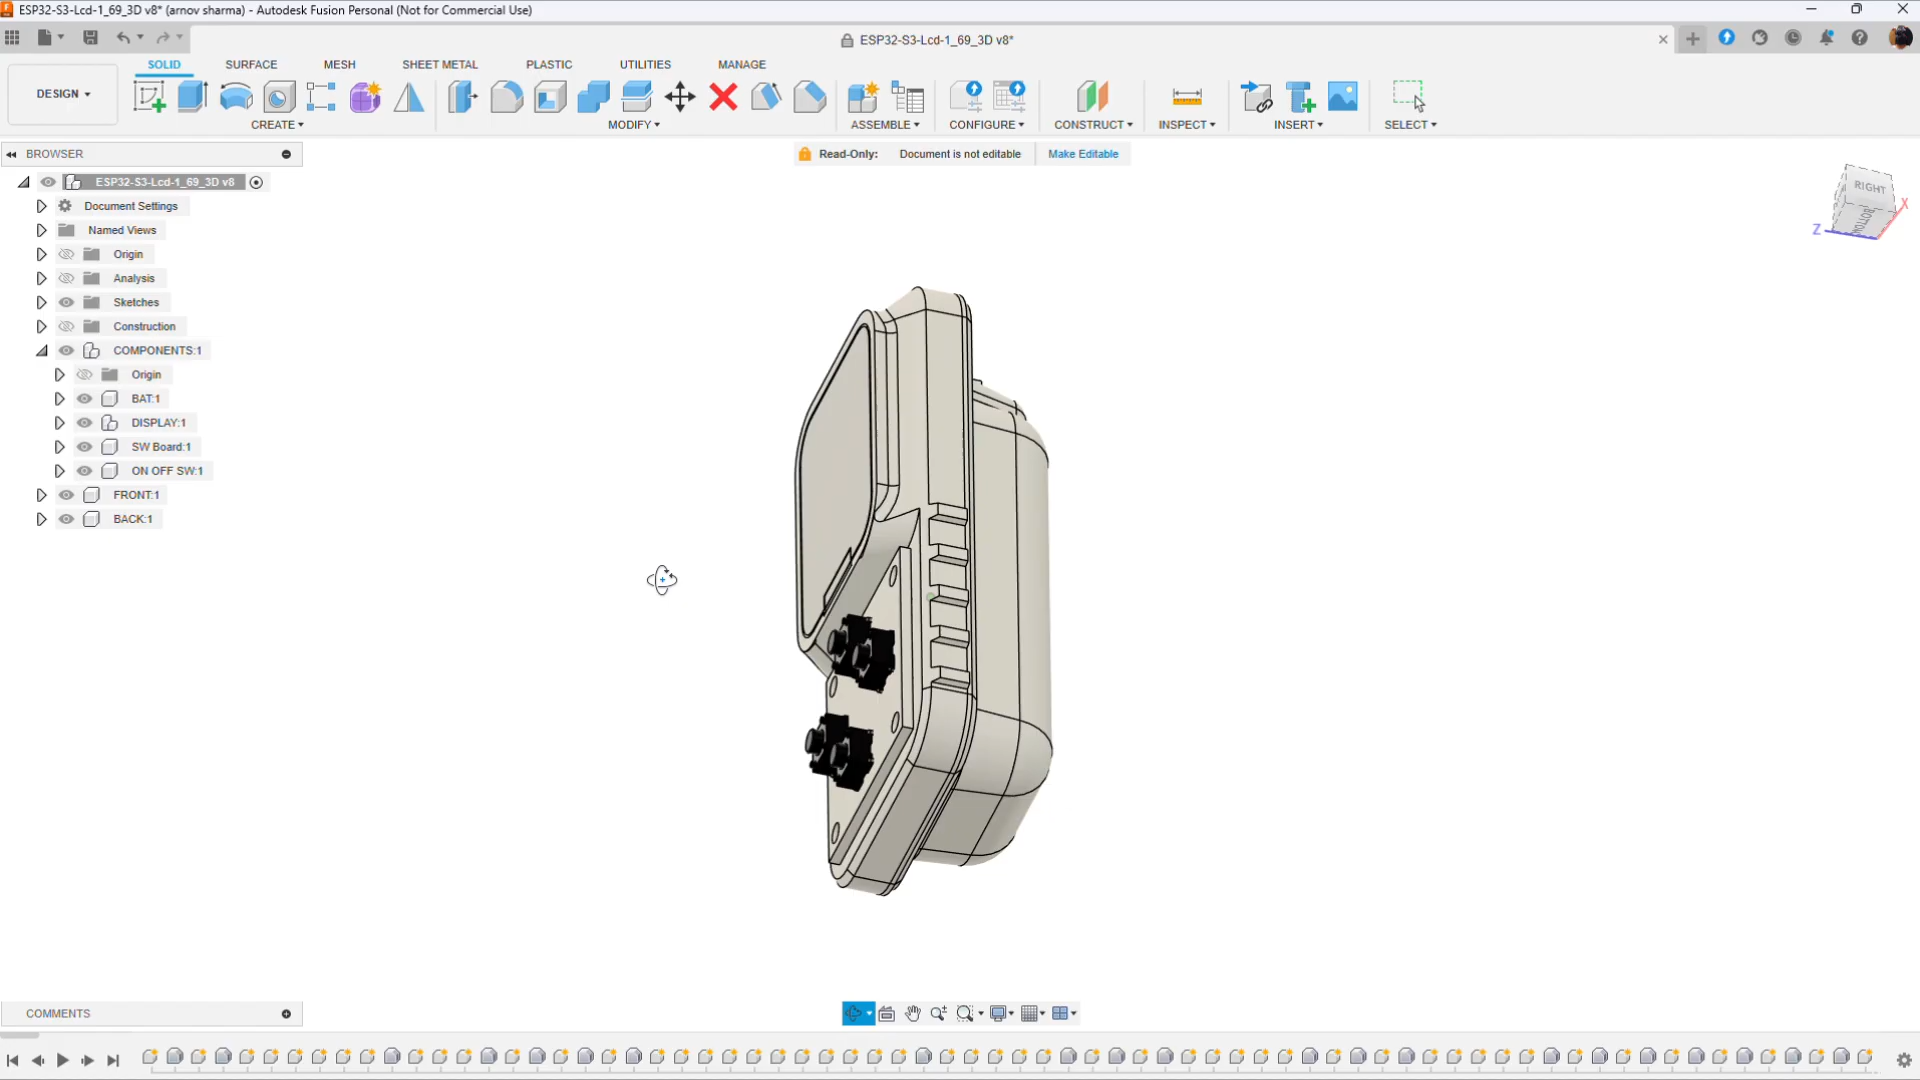 ESP32-S3-Lcd-1_69_3D v8* (arnov sharma) - Autodesk Fusion Personal (Not for Commercial Use)
ESP32-S3-Lcd-1_69_3D v8*
SOLID SURFACE MESH SHEET METAL PLASTIC UTILITIES MANAGE
DESIGN
CREATE MODIFY ASSEMBLE CONFIGURE CONSTRUCT INSPECT INSERT SELECT
BROWSER
Read-Only: Document is not editable Make Editable
ESP32-S3-Lcd-1_69_3D v8
RIGHT
BOTTOM
X
Z
Document Settings
Named Views
Origin
Analysis
Sketches
Construction
COMPONENTS:1
Origin
BAT:1
DISPLAY:1
SW Board:1
ON OFF SW:1
FRONT:1
BACK:1
COMMENTS